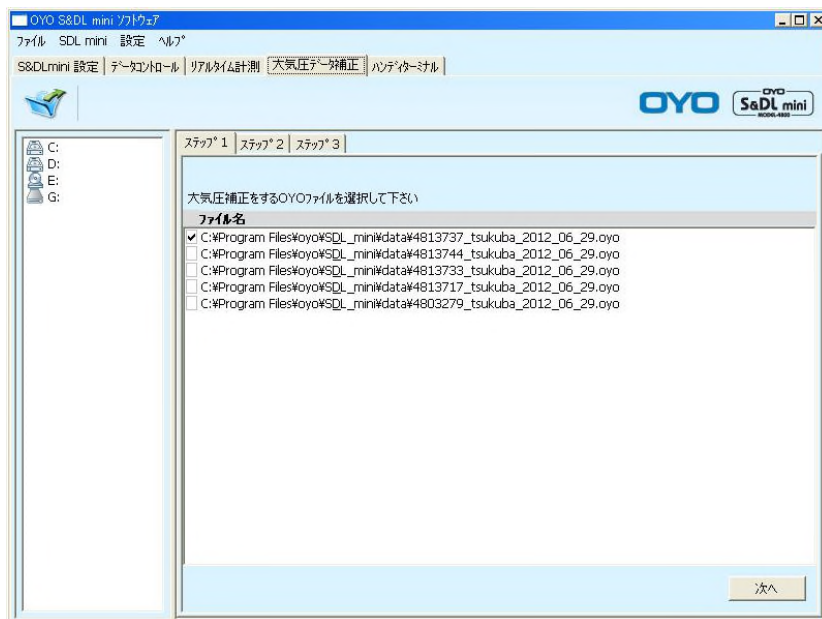 OYO S&DL mini ソフトウェア
ファイル SDL mini 設定 ヘルプ
S&DLmini 設定 データコントロール リアルタイム計測 大気圧データ補正 ハンディターミナル
OYO OYO
S&DL mini
MODEL-4800
C:
D:
E:
G:
ステップ 1 ステップ 2 ステップ 3
大気圧補正をするOYOファイルを選択して下さい
ファイル名
C:¥Program Files¥oyo¥SDL_mini¥data¥4813737_tsukuba_2012_06_29.oyo
C:¥Program Files¥oyo¥SDL_mini¥data¥4813744_tsukuba_2012_06_29.oyo
C:¥Program Files¥oyo¥SDL_mini¥data¥4813733_tsukuba_2012_06_29.oyo
C:¥Program Files¥oyo¥SDL_mini¥data¥4813717_tsukuba_2012_06_29.oyo
C:¥Program Files¥oyo¥SDL_mini¥data¥4803279_tsukuba_2012_06_29.oyo
次へ